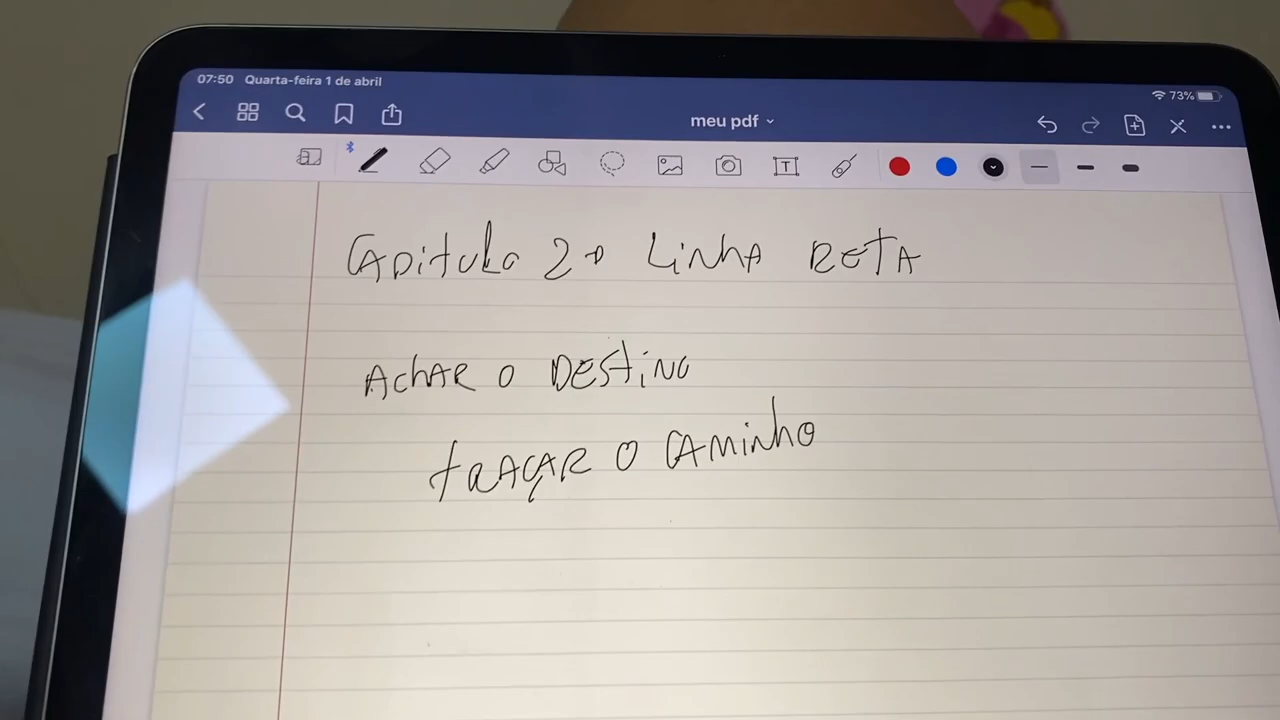 07:50 Quarta-feira 1 de abril
73%
meu pdf
T
CAPitulo 2 → Linha RETA
AchAR O DEStiNO
tRAÇAR O CAminhO